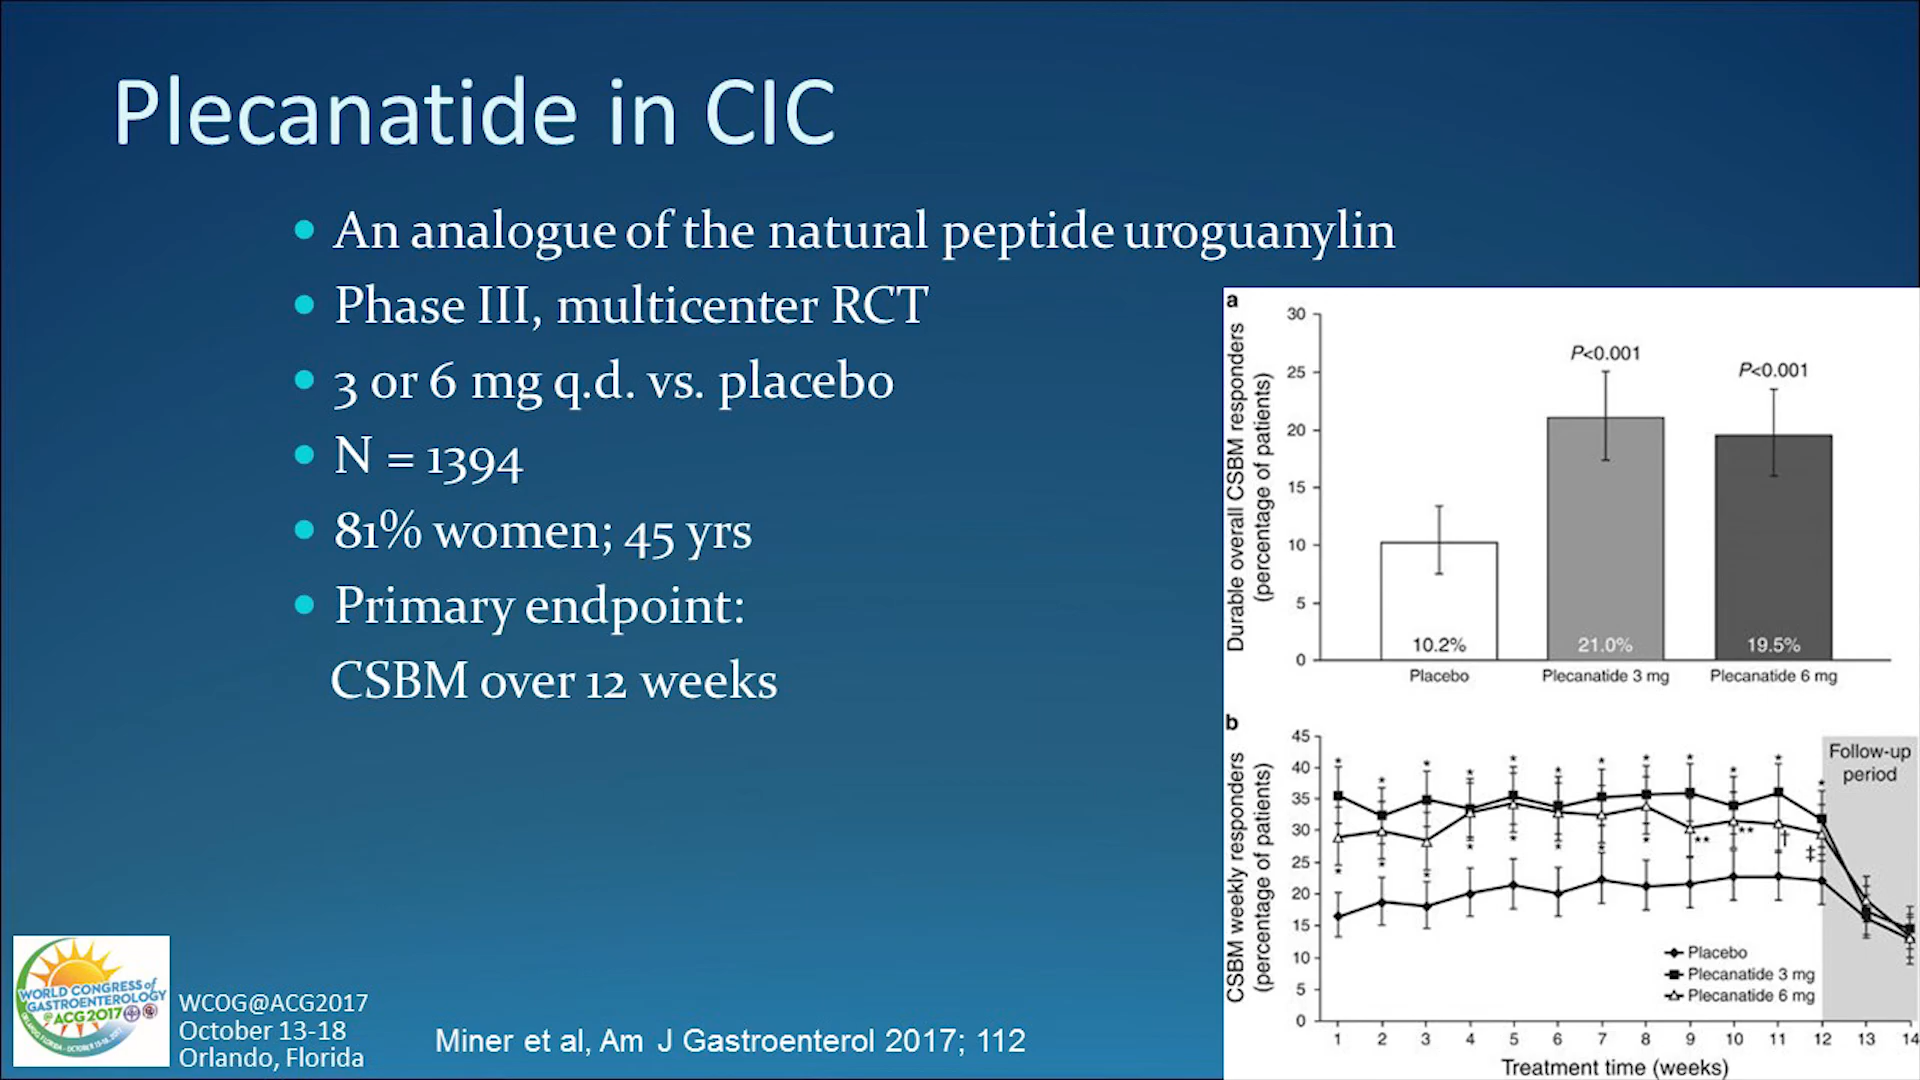 Plecanatide in CIC
• An analogue of the natural peptide uroguanylin
• Phase III, multicenter RCT
• 3 or 6 mg q.d. vs. placebo
• N = 1394
• 81% women; 45 yrs
• Primary endpoint:
CSBM over 12 weeks
a
Durable overall CSBM responders
(percentage of patients)
30
25
20
15
10
5
0
P<0.001
P<0.001
10.2%
21.0%
19.5%
Placebo
Plecanatide 3 mg
Plecanatide 6 mg
b
CSBM weekly responders
(percentage of patients)
45
40
35
30
25
20
15
10
5
0
Follow-up
period
Placebo
Plecanatide 3 mg
Plecanatide 6 mg
1 2 3 4 5 6 7 8 9 10 11 12 13 14
Treatment time (weeks)
WORLD CONGRESS of
GASTROENTEROLOGY
@ ACG 2017
WCOG@ACG2017
October 13-18
Orlando, Florida
Miner et al, Am J Gastroenterol 2017; 112